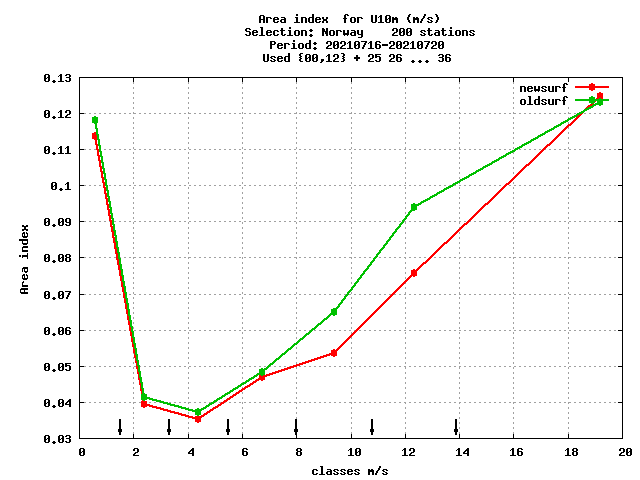 Area index  for U10m (m/s)
Selection: Norway    200 stations
Period: 20210716-20210720
Used {00,12} + 25 26 ... 36
0.13
0.12
0.11
0.1
0.09
0.08
0.07
0.06
0.05
0.04
0.03
Area index
newsurf
oldsurf
0 2 4 6 8 10 12 14 16 18 20
classes m/s